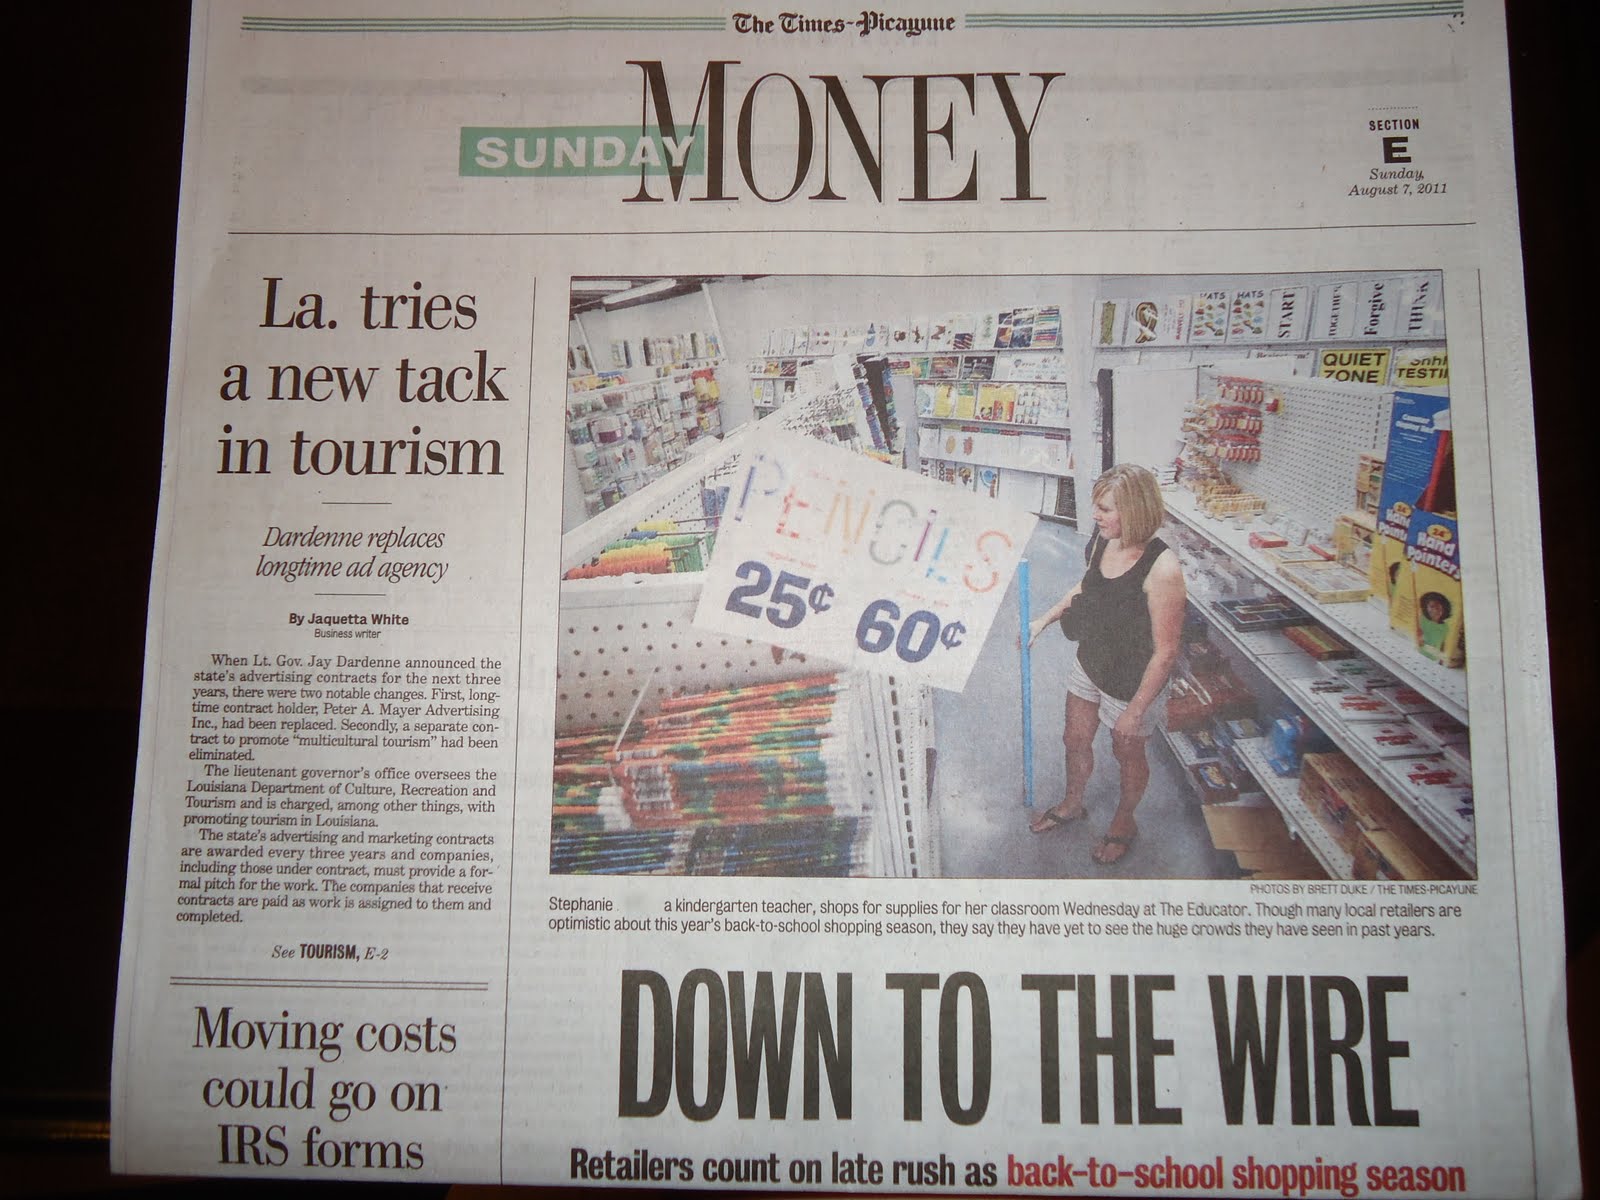 The Times-Picayune
SUNDAY MONEY
SECTION
E
Sunday,
August 7, 2011
La. tries
a new tack
in tourism
Dardenne replaces
longtime ad agency
By Jaquetta White
Business writer
When Lt. Gov. Jay Dardenne announced the
state's advertising contracts for the next three
years, there were two notable changes. First, long-
time contract holder, Peter A. Mayer Advertising
Inc., had been replaced. Secondly, a separate con-
tract to promote “multicultural tourism” had been
eliminated.
The lieutenant governor's office oversees the
Louisiana Department of Culture, Recreation and
Tourism and is charged, among other things, with
promoting tourism in Louisiana.
The state's advertising and marketing contracts
are awarded every three years and companies,
including those under contract, must provide a for-
mal pitch for the work. The companies that receive
contracts are paid as work is assigned to them and
completed.
See TOURISM, E-2
Moving costs
could go on
IRS forms
HATS
START
TOGETHER
Forgive
THINK
QUIET
ZONE
Shhh
TESTI
PENCILS
25¢ 60¢
Hand
Pointers
PHOTOS BY BRETT DUKE / THE TIMES-PICAYUNE
Stephanie a kindergarten teacher, shops for supplies for her classroom Wednesday at The Educator. Though many local retailers are
optimistic about this year's back-to-school shopping season, they say they have yet to see the huge crowds they have seen in past years.
DOWN TO THE WIRE
Retailers count on late rush as back-to-school shopping season